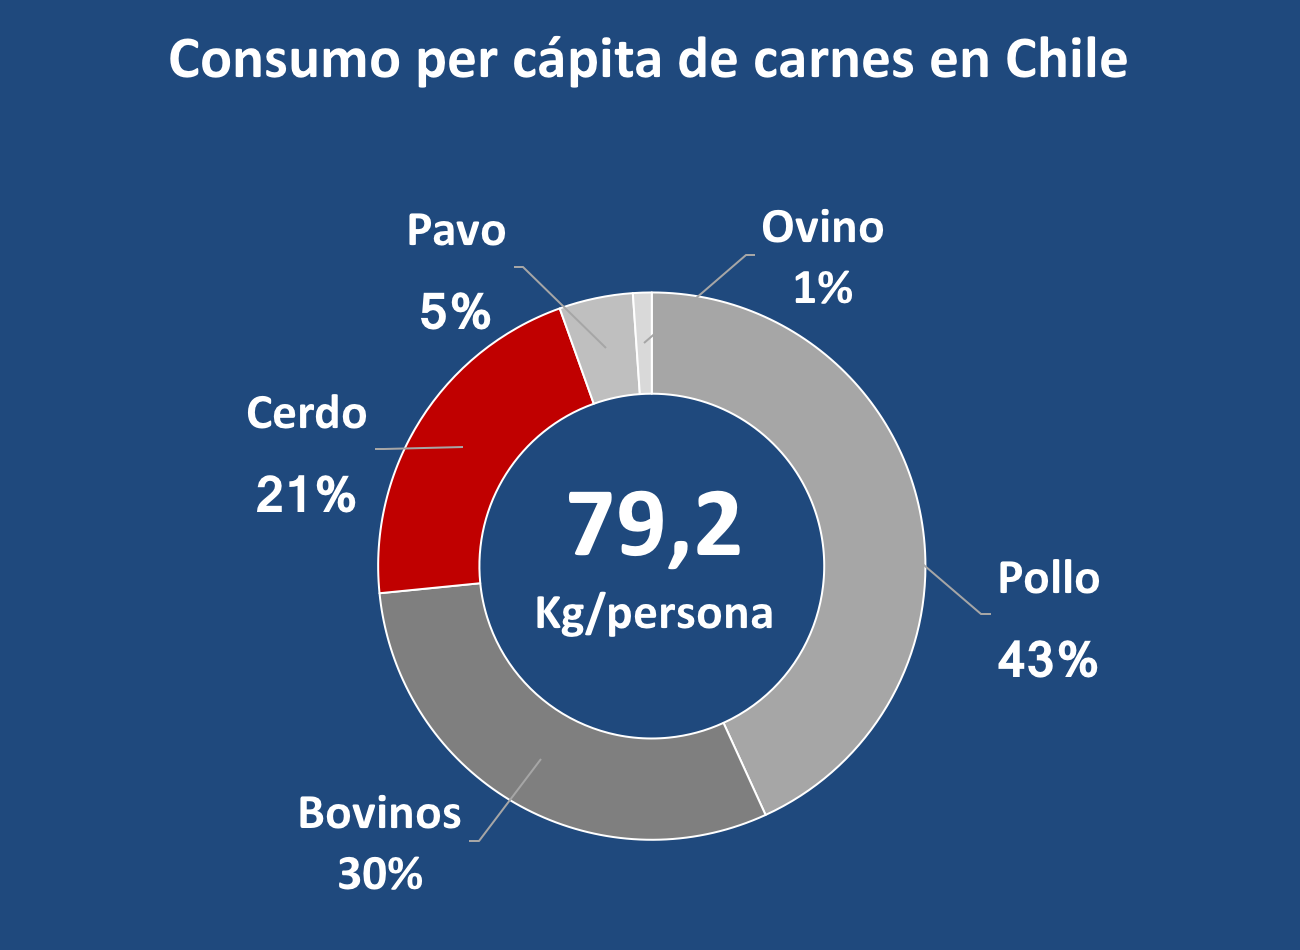 Consumo per cápita de carnes en Chile
Pavo
5%
Ovino
1%
Cerdo
21%
79,2
Kg/persona
Pollo
43%
Bovinos
30%